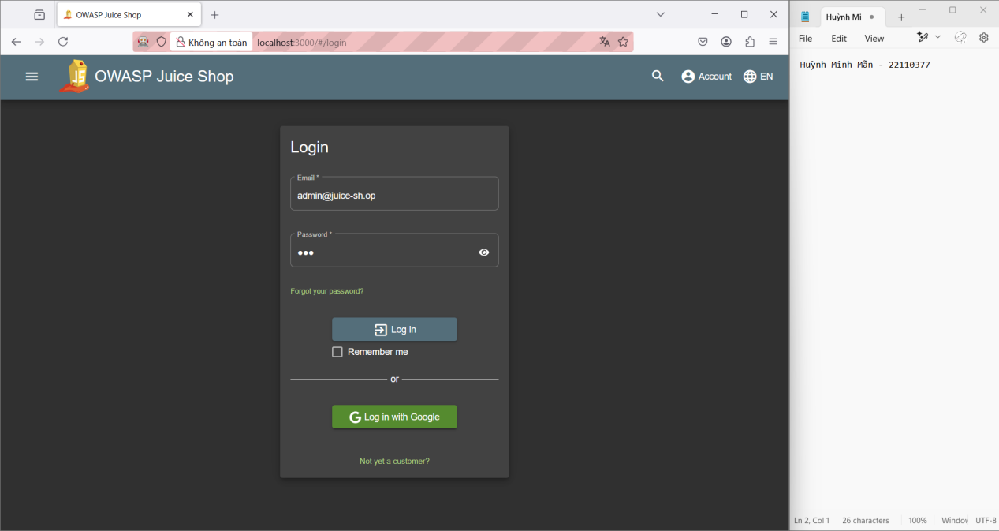 OWASP Juice Shop
Không an toàn localhost:3000/#/login
OWASP Juice Shop
Account EN
Login
Email *
admin@juice-sh.op
Password *
Forgot your password?
Log in
Remember me
or
Log in with Google
Not yet a customer?
Huỳnh Mi
File Edit View
Huỳnh Minh Mẫn - 22110377
Ln 2, Col 1 26 characters 100% Window UTF-8